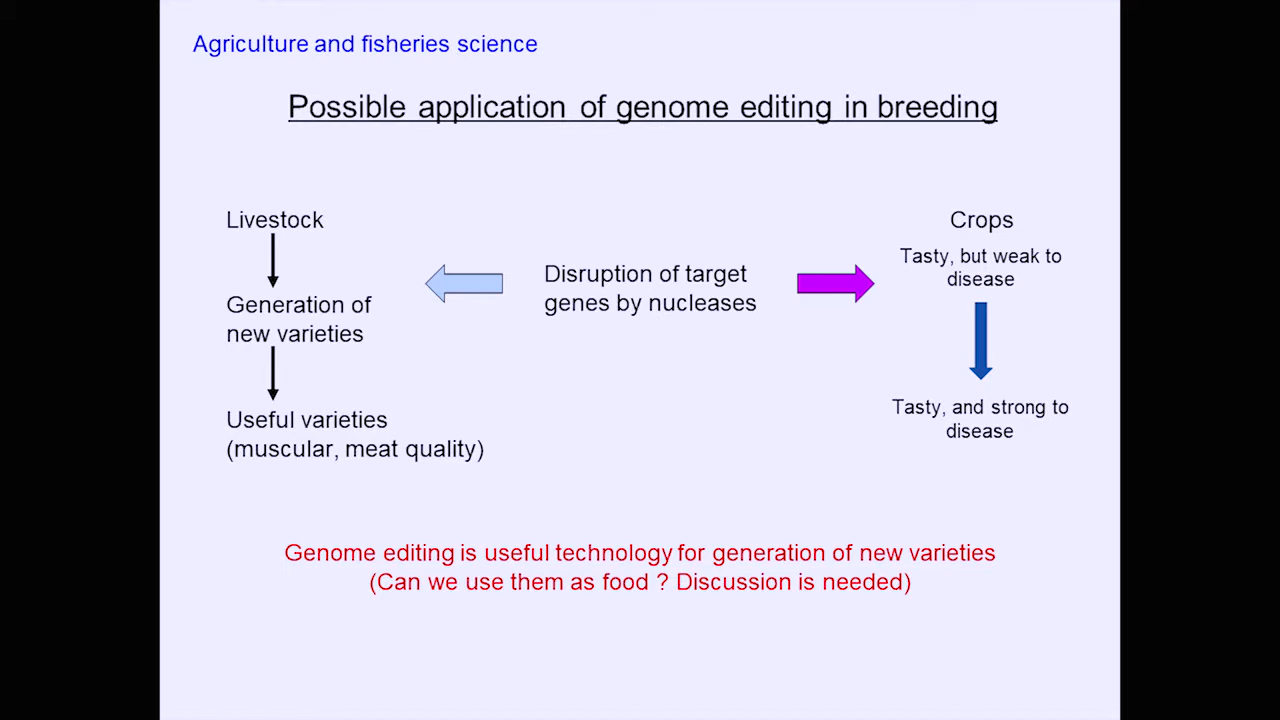 Agriculture and fisheries science
Possible application of genome editing in breeding
Livestock
Generation of
new varieties
Useful varieties
(muscular, meat quality)
Disruption of target
genes by nucleases
Crops
Tasty, but weak to
disease
Tasty, and strong to
disease
Genome editing is useful technology for generation of new varieties
(Can we use them as food ? Discussion is needed)